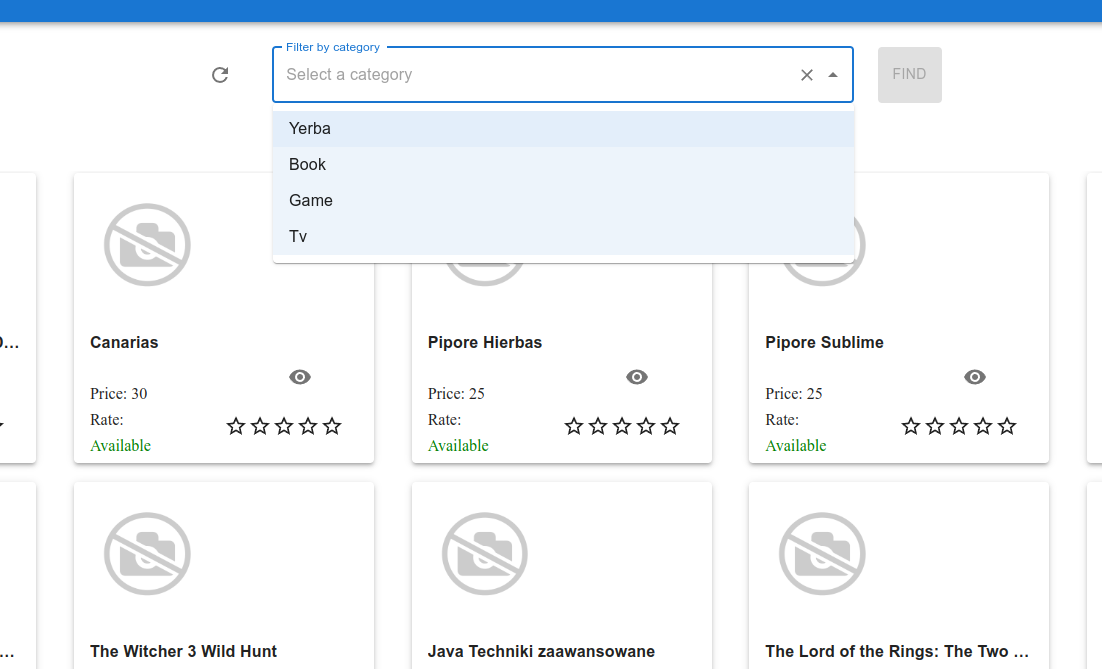 Filter by category
Select a category
FIND
Yerba
Book
Game
Tv
Canarias
Price: 30
Rate:
Available
Pipore Hierbas
Price: 25
Rate:
Available
Pipore Sublime
Price: 25
Rate:
Available
The Witcher 3 Wild Hunt
Java Techniki zaawansowane
The Lord of the Rings: The Two ...